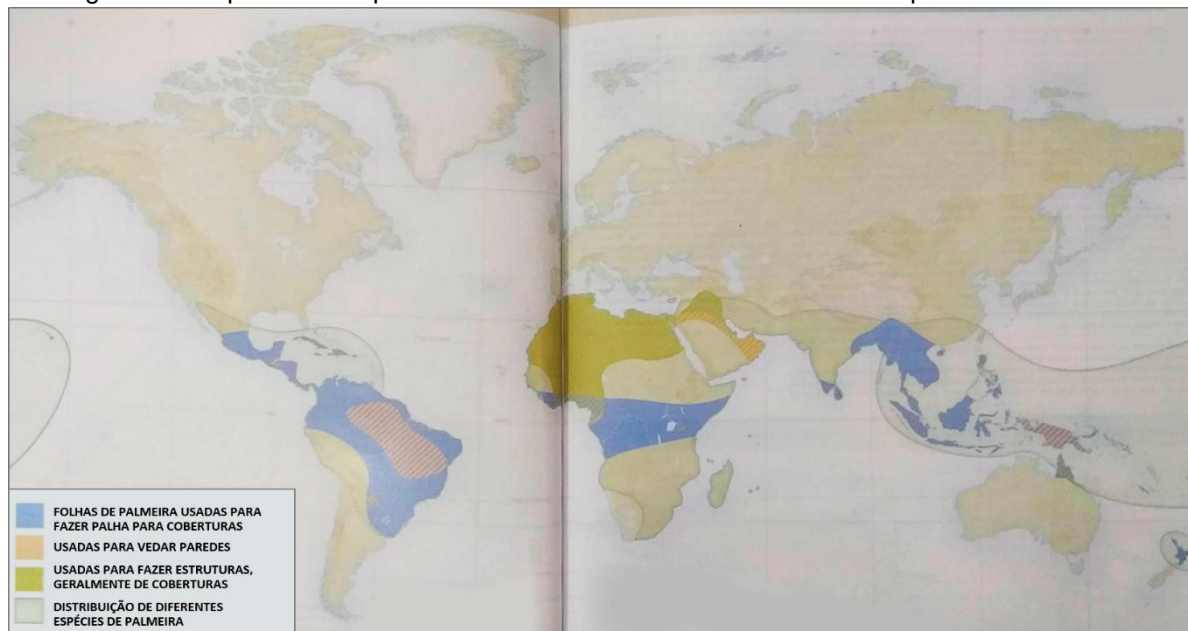 FOLHAS DE PALMEIRA USADAS PARA
FAZER PALHA PARA COBERTURAS
USADAS PARA VEDAR PAREDES
USADAS PARA FAZER ESTRUTURAS,
GERALMENTE DE COBERTURAS
DISTRIBUIÇÃO DE DIFERENTES
ESPÉCIES DE PALMEIRA